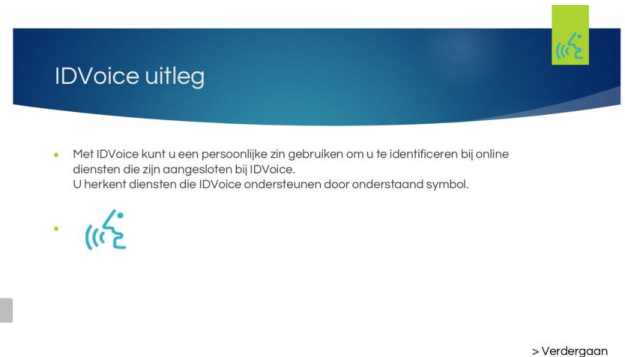 IDVoice uitleg
Met IDVoice kunt u een persoonlijke zin gebruiken om u te identificeren bij online
diensten die zijn aangesloten bij IDVoice.
U herkent diensten die IDVoice ondersteunen door onderstaand symbol.
> Verdergaan